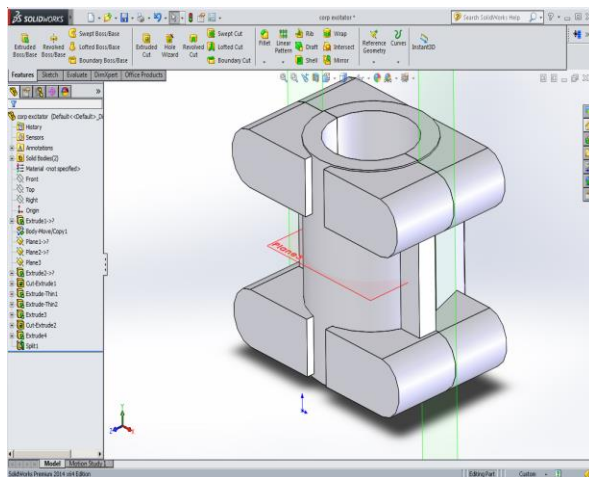 SOLIDWORKS
corp excitator *
Search SolidWorks Help
Extruded Boss/Base
Revolved Boss/Base
Swept Boss/Base
Lofted Boss/Base
Boundary Boss/Base
Extruded Cut
Hole Wizard
Revolved Cut
Swept Cut
Lofted Cut
Boundary Cut
Fillet
Linear Pattern
Rib
Draft
Shell
Wrap
Intersect
Mirror
Reference Geometry
Curves
Instant3D
Features Sketch Evaluate DimXpert Office Products
corp excitator (Default<<Default>_D
History
Sensors
Annotations
Solid Bodies(2)
Material <not specified>
Front
Top
Right
Origin
Extrude1->?
Body-Move/Copy1
Plane1->?
Plane2->?
Plane3
Extrude2->?
Cut-Extrude1
Extrude-Thin1
Extrude-Thin2
Extrude3
Cut-Extrude2
Extrude4
Split1
Plane3
Y
X
Z
Model Motion Study 1
SolidWorks Premium 2014 x64 Edition
Editing Part
Custom